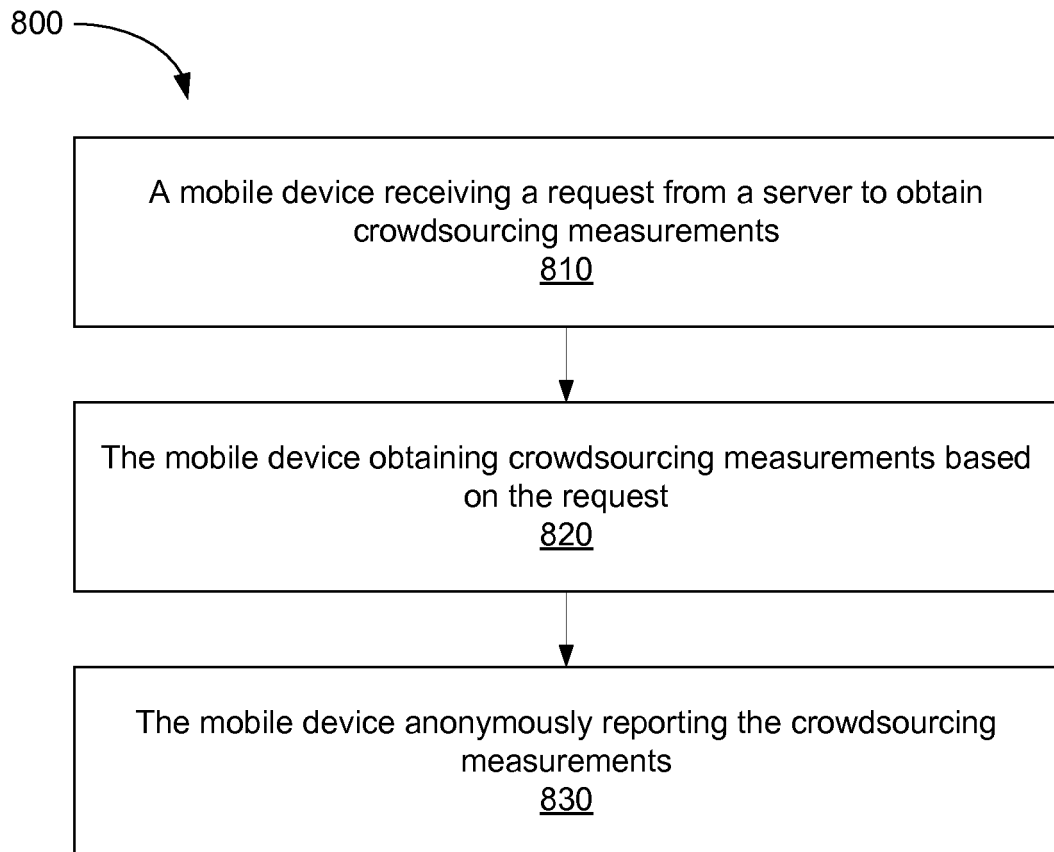 800
A mobile device receiving a request from a server to obtain
crowdsourcing measurements
810
The mobile device obtaining crowdsourcing measurements based
on the request
820
The mobile device anonymously reporting the crowdsourcing
measurements
830